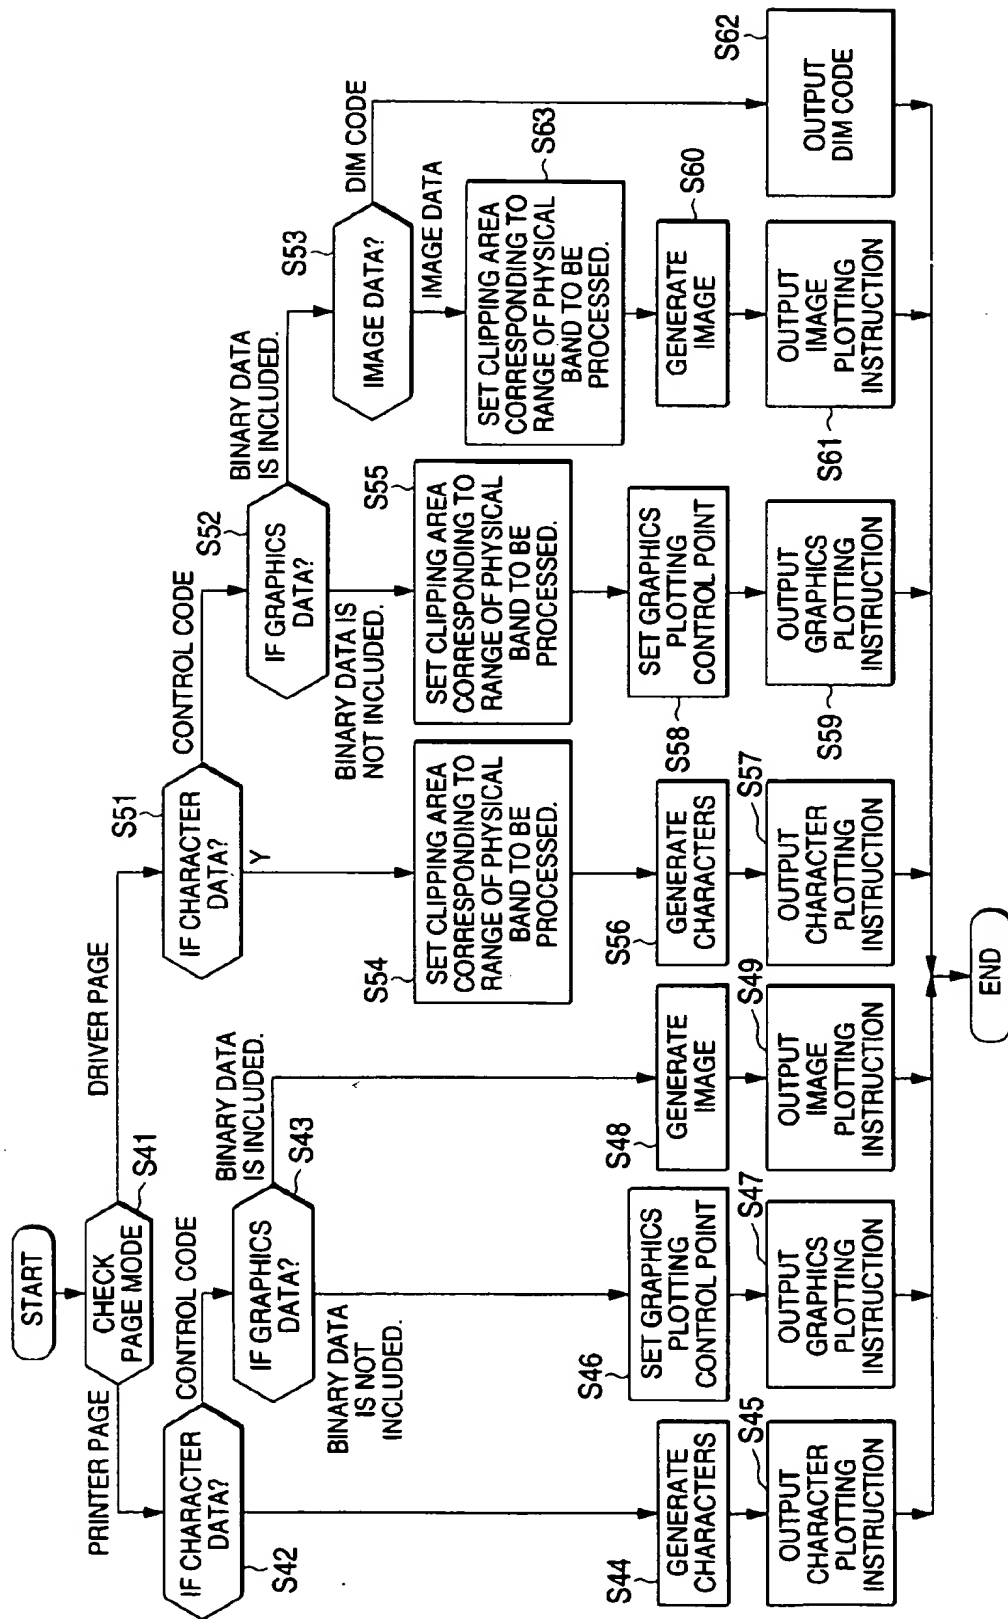 START
CHECK
PAGE MODE
S41
PRINTER PAGE
DRIVER PAGE
IF CHARACTER
DATA?
S42
CONTROL CODE
IF GRAPHICS
DATA?
S43
BINARY DATA
IS INCLUDED.
BINARY DATA
IS NOT
INCLUDED.
S44
GENERATE
CHARACTERS
S45
OUTPUT
CHARACTER
PLOTTING
INSTRUCTION
S46
SET GRAPHICS
PLOTTING
CONTROL POINT
S47
OUTPUT
GRAPHICS
PLOTTING
INSTRUCTION
S48
GENERATE
IMAGE
S49
OUTPUT
IMAGE
PLOTTING
INSTRUCTION
IF CHARACTER
DATA?
S51
Y
CONTROL CODE
IF GRAPHICS
DATA?
S52
BINARY DATA
IS INCLUDED.
BINARY DATA IS
NOT INCLUDED.
IMAGE DATA?
S53
DIM CODE
IMAGE DATA
S54
SET CLIPPING AREA
CORRESPONDING TO
RANGE OF PHYSICAL
BAND TO BE
PROCESSED.
S55
SET CLIPPING AREA
CORRESPONDING TO
RANGE OF PHYSICAL
BAND TO BE
PROCESSED.
S63
SET CLIPPING AREA
CORRESPONDING TO
RANGE OF PHYSICAL
BAND TO BE
PROCESSED.
S56
GENERATE
CHARACTERS
S57
OUTPUT
CHARACTER
PLOTTING
INSTRUCTION
S58
SET GRAPHICS
PLOTTING
CONTROL POINT
S59
OUTPUT
GRAPHICS
PLOTTING
INSTRUCTION
S60
GENERATE
IMAGE
S61
OUTPUT
IMAGE
PLOTTING
INSTRUCTION
S62
OUTPUT
DIM CODE
END